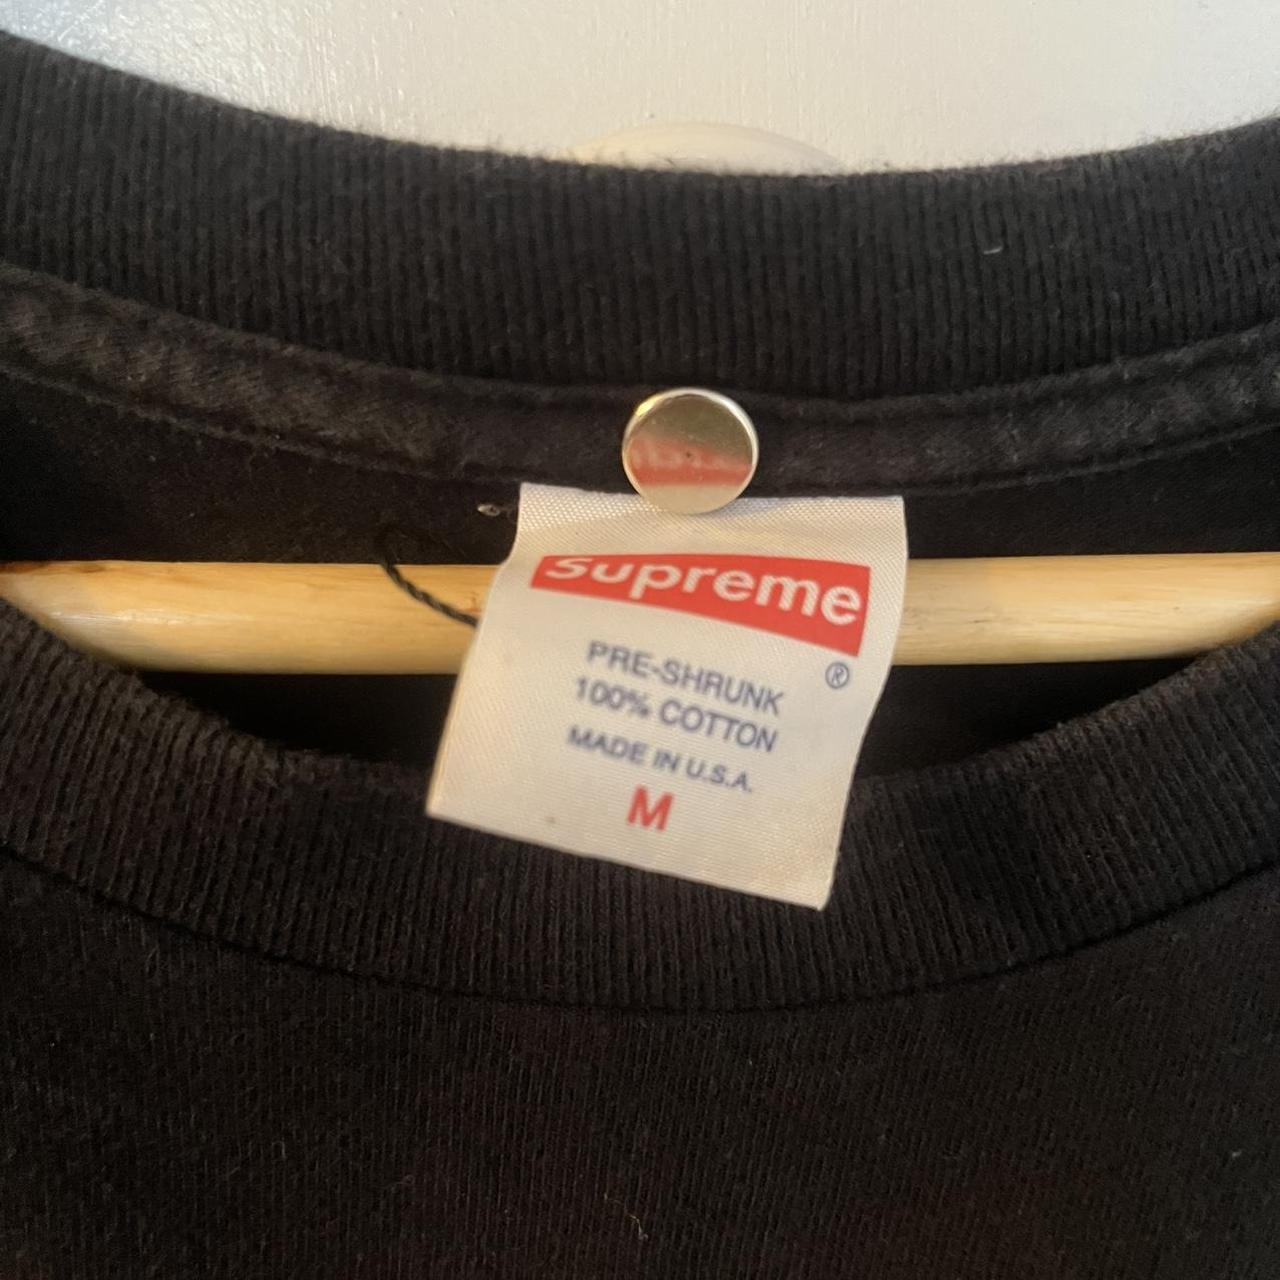 Supreme
®
PRE-SHRUNK
100% COTTON
MADE IN U.S.A.
M